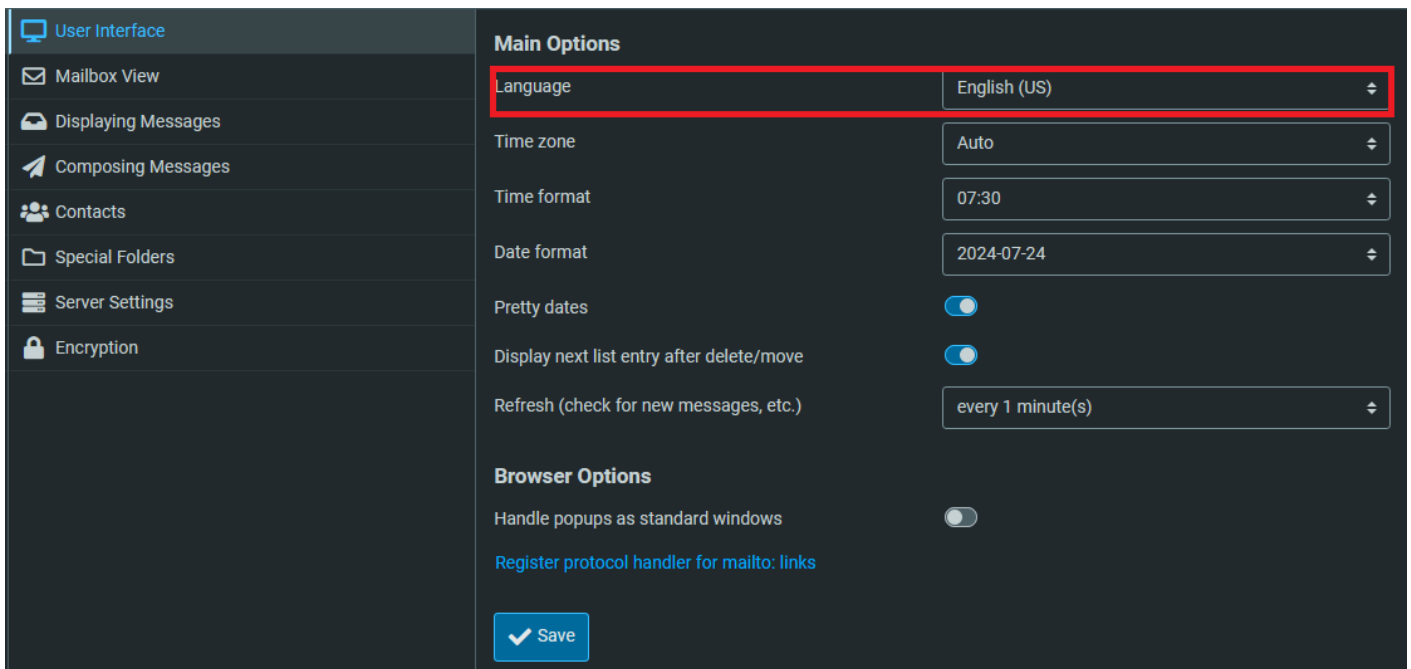 User Interface
Mailbox View
Displaying Messages
Composing Messages
Contacts
Special Folders
Server Settings
Encryption
Main Options
Language English (US)
Time zone Auto
Time format 07:30
Date format 2024-07-24
Pretty dates
Display next list entry after delete/move
Refresh (check for new messages, etc.) every 1 minute(s)
Browser Options
Handle popups as standard windows
Register protocol handler for mailto: links
Save